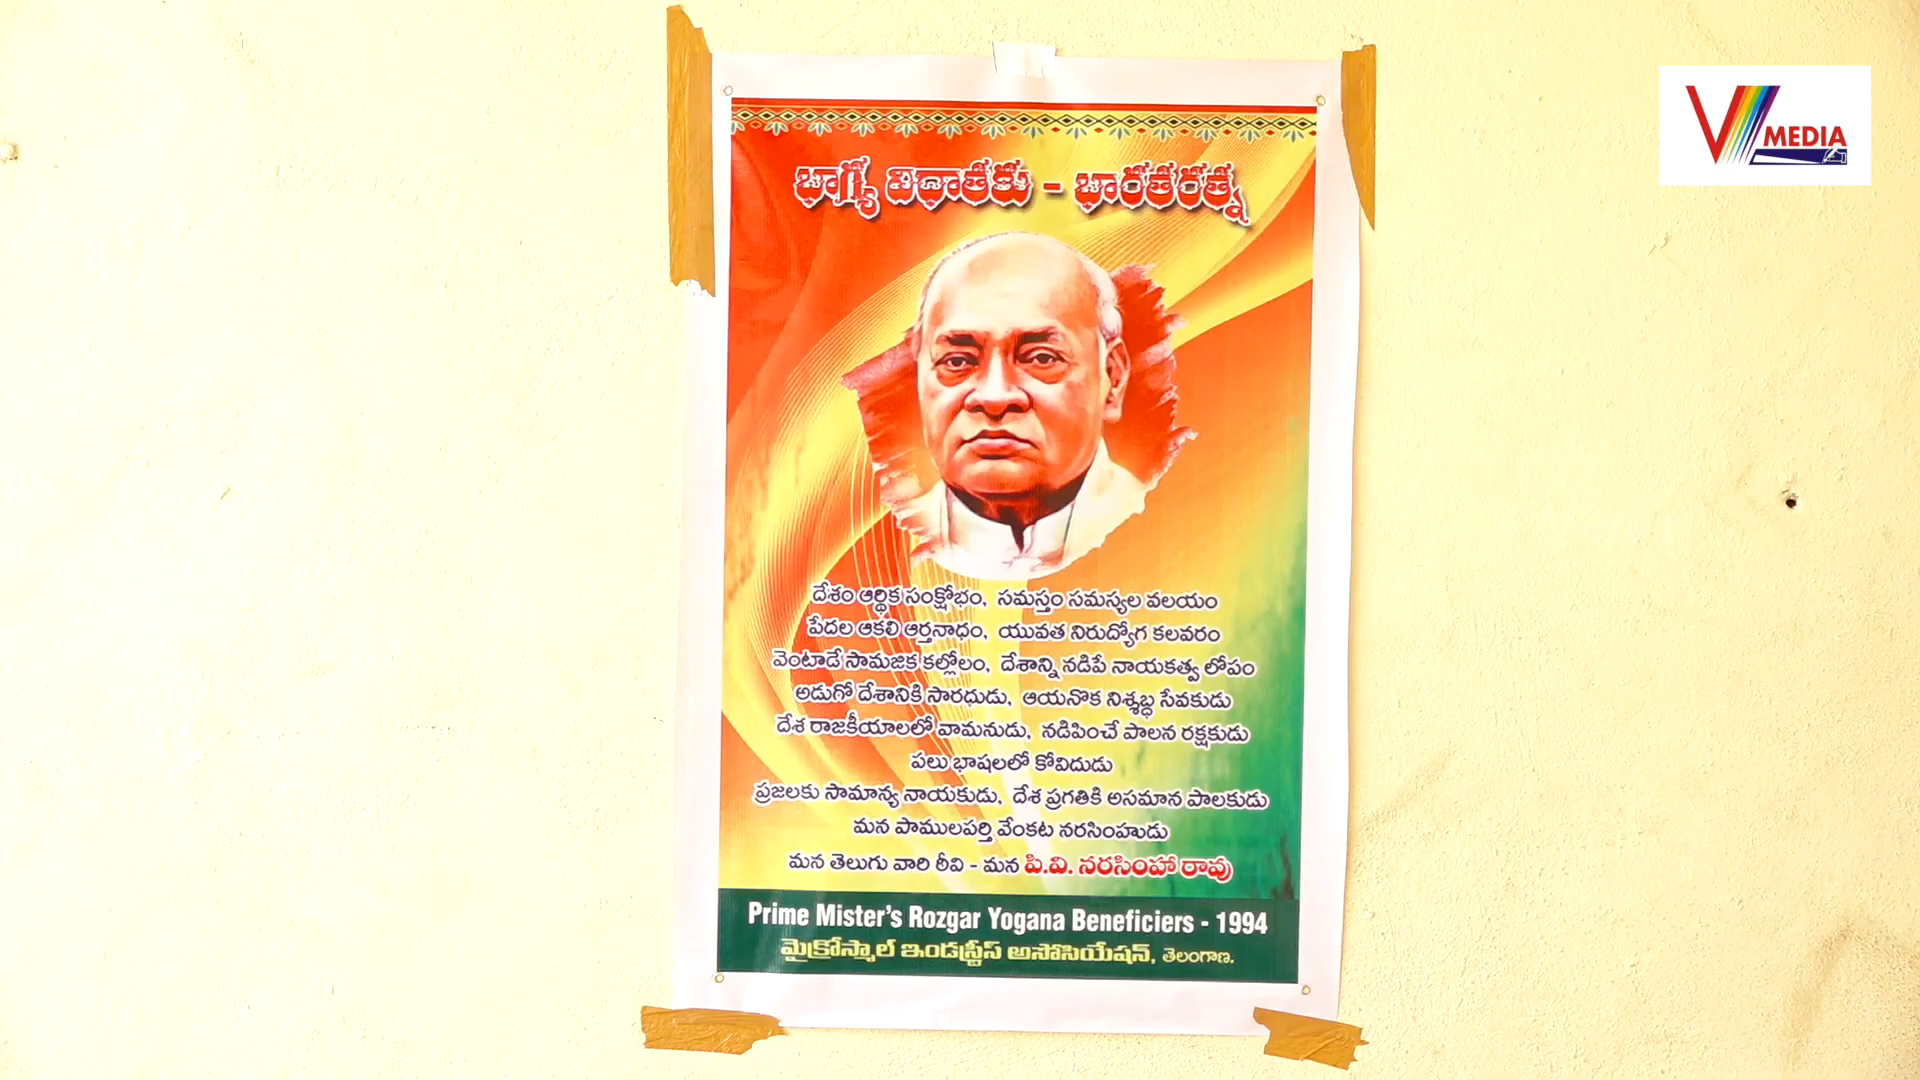 భాగ్య విధాతకు - భారతరత్న
దేశం ఆర్థిక సంక్షోభం, సమస్తం సమస్యల వలయం
పేదల ఆకలి ఆర్తనాధం, యువత నిరుద్యోగ కలవరం
వెంటాడే సామజిక కల్లోలం, దేశాన్ని నడిపే నాయకత్వ లోపం
అడుగో దేశానికి సారధుడు, ఆయనొక నిశ్శబ్ధ సేవకుడు
దేశ రాజకీయాలలో వామనుడు, నడిపించే పాలన రక్షకుడు
పలు భాషలలో కోవిదుడు
ప్రజలకు సామాన్య నాయకుడు, దేశ ప్రగతికి అసమాన పాలకుడు
మన పాములపర్తి వేంకట నరసింహుడు
మన తెలుగు వారి ఠీవి - మన పి.వి. నరసింహా రావు
Prime Mister's Rozgar Yogana Beneficiers - 1994
మైక్రోస్మాల్ ఇండస్ట్రీస్ అసోసియేషన్, తెలంగాణ.
V MEDIA